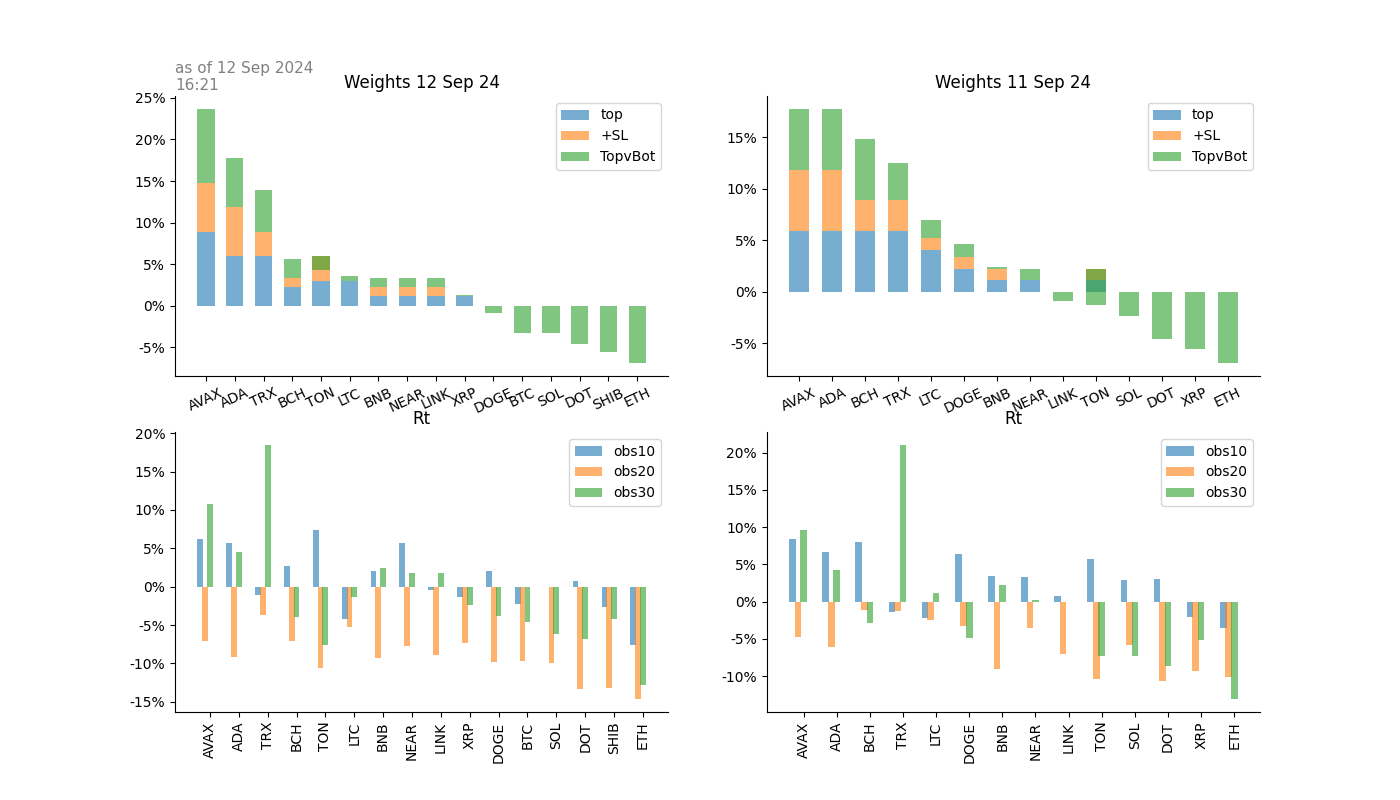 as of 12 Sep 2024
16:21
Weights 12 Sep 24
25%
20%
15%
10%
5%
0%
-5%
top
+SL
TopvBot
AVAX ADA TRX BCH TON LTC BNB NEAR LINK XRP DOGE BTC SOL DOT SHIB ETH
Weights 11 Sep 24
15%
10%
5%
0%
-5%
top
+SL
TopvBot
AVAX ADA BCH TRX LTC DOGE BNB NEAR LINK TON SOL DOT XRP ETH
Rt
20%
15%
10%
5%
0%
-5%
-10%
-15%
obs10
obs20
obs30
AVAX ADA TRX BCH TON LTC BNB NEAR LINK XRP DOGE BTC SOL DOT SHIB ETH
Rt
20%
15%
10%
5%
0%
-5%
-10%
obs10
obs20
obs30
AVAX ADA BCH TRX LTC DOGE BNB NEAR LINK TON SOL DOT XRP ETH